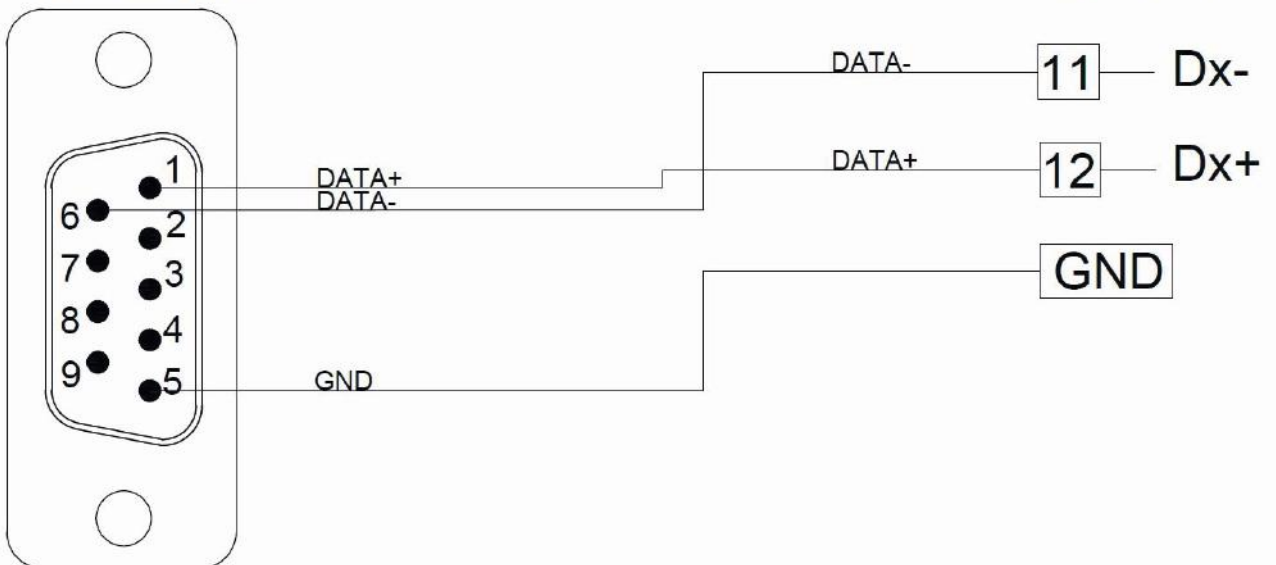 DATA- 11 Dx-
1 DATA+ DATA+ 12 Dx+
6 DATA-
2
7 GND
3
8
4
9
5 GND